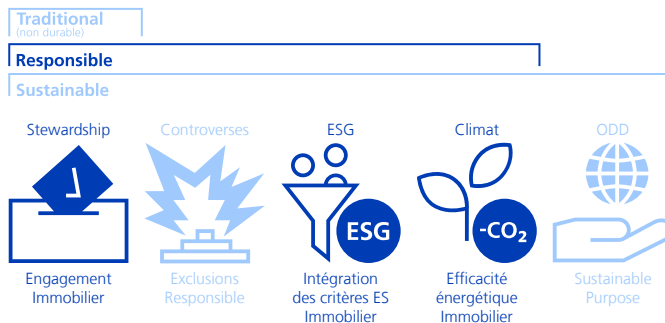 Traditional
(non durable)
Responsible
Sustainable
Stewardship
Controverses
ESG
Climat
ODD
ESG
-CO₂
Engagement
Immobilier
Exclusions
Responsible
Intégration
des critères ES
Immobilier
Efficacité
énergétique
Immobilier
Sustainable
Purpose